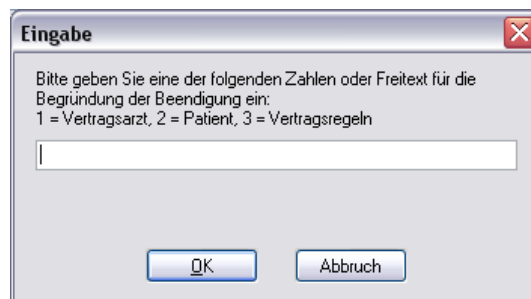 Eingabe
Bitte geben Sie eine der folgenden Zahlen oder Freitext für die
Begründung der Beendigung ein:
1 = Vertragsarzt, 2 = Patient, 3 = Vertragsregeln
OK
Abbruch